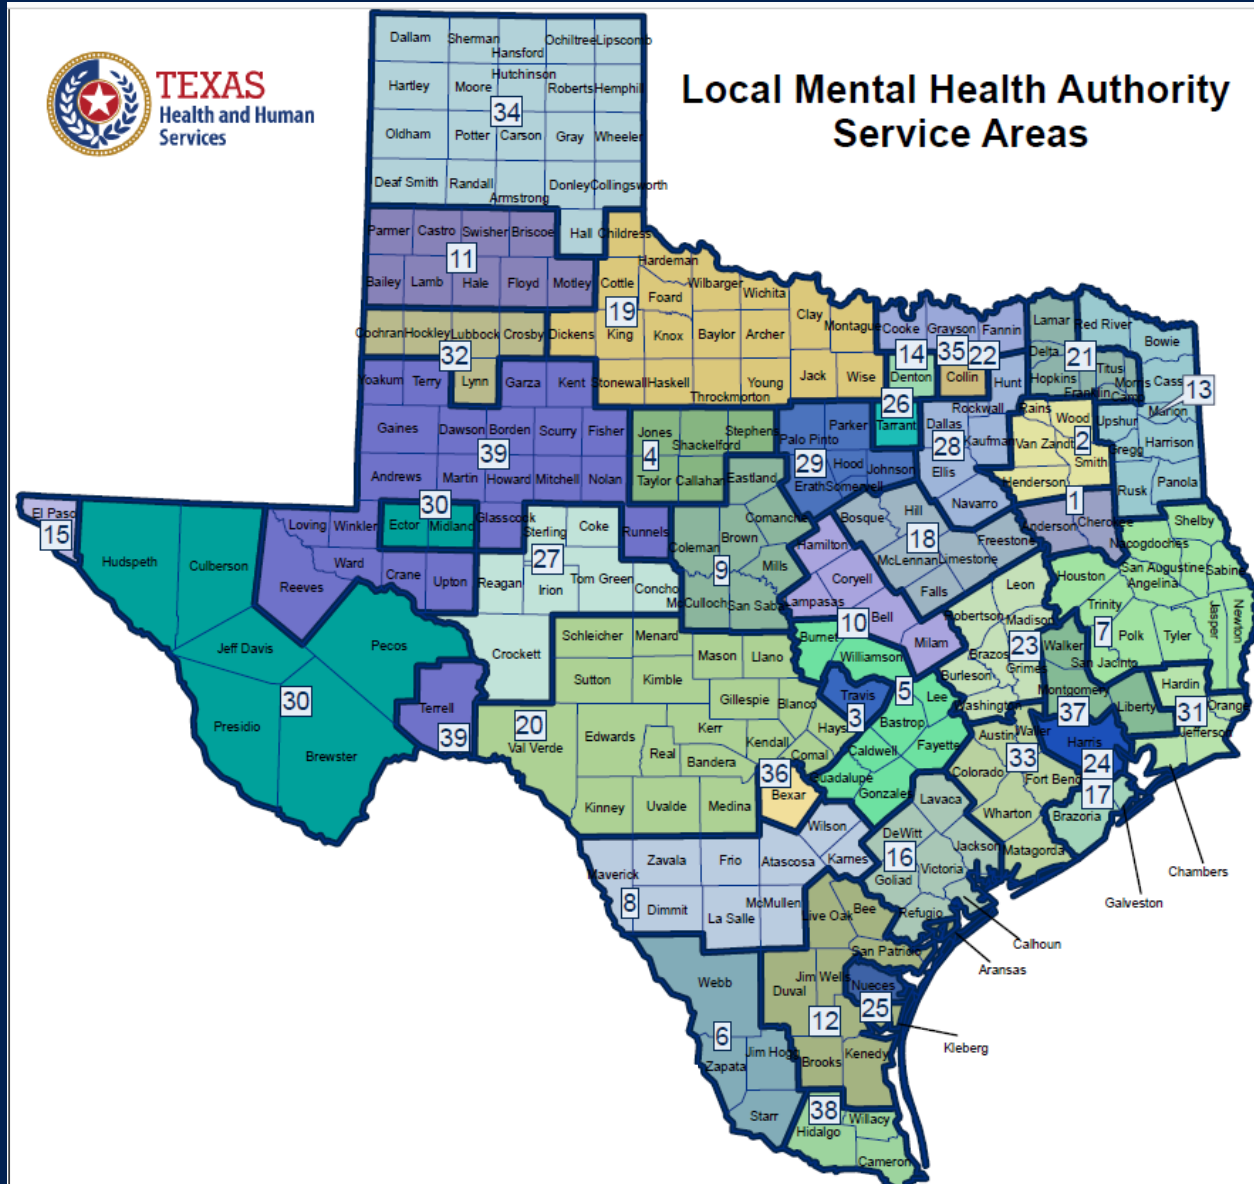 TEXAS
Health and Human
Services
Local Mental Health Authority
Service Areas
Dallam Sherman Hansford Ochiltree Lipscomb
Hartley Moore Hutchinson Roberts Hemphill
34
Oldham Potter Carson Gray Wheeler
Deaf Smith Randall Armstrong Donley Collingsworth
Parmer Castro Swisher Briscoe Hall Childress
11
Bailey Lamb Hale Floyd Motley Cottle
Hardeman
Foard Wilbarger Wichita
19
Clay Montague
Cochran Hockley Lubbock Crosby Dickens King Knox Baylor Archer
32
Cooke Grayson Fannin Lamar Red River Bowie
14 35 22 21
Yoakum Terry Lynn Garza Kent Stonewall Haskell Throckmorton Young Jack Wise
Denton Collin Hunt Delta Hopkins Franklin Titus Morris Camp Cass
13
26
Gaines Dawson Borden Scurry Fisher Jones Shackelford Stephens Palo Pinto Parker Tarrant Dallas Rockwall Kaufman Rains Wood Upshur Marion
39 4 29 28 2
Van Zandt Smith Gregg Harrison
Andrews Martin Howard Mitchell Nolan Taylor Callahan Eastland Erath Hood Somervell Johnson Ellis Henderson Rusk Panola
30 1
El Paso
15
Loving Winkler Ector Midland Glasscock Sterling Coke Runnels Coleman Brown Comanche Bosque Hill Navarro Anderson Cherokee Shelby
Hudspeth Culberson
27 9 18
Hamilton Freestone Nacogdoches
Reeves Ward Crane Upton Reagan Irion Tom Green Concho McCulloch Mills San Saba Lampasas Coryell McLennan Limestone Falls Leon Houston San Augustine Sabine
Angelina
10
Bell Milam Robertson Madison Trinity
Jeff Davis Pecos Crockett Schleicher Menard Mason Llano Burnet Williamson
23 7
Brazos Grimes Walker Polk Tyler Jasper Newton
San Jacinto
30
Presidio Brewster Terrell
39
20
Val Verde
Sutton Kimble Gillespie Blanco Travis
3 5
Lee Burleson Washington Montgomery Liberty Hardin Orange
37 31
Edwards Real Kerr Bandera Kendall Hays Comal Caldwell Bastrop Fayette Austin Waller Harris Jefferson
36 33 24
Bexar Guadalupe Gonzales Colorado Fort Bend
17
Kinney Uvalde Medina Wilson Lavaca Wharton Brazoria
Maverick Zavala Frio Atascosa Karnes DeWitt Jackson Matagorda
16
Chambers
Goliad Victoria
8
Dimmit La Salle McMullen Live Oak Bee Refugio
Galveston
Calhoun
San Patricio
Aransas
Webb Duval Jim Wells Nueces
25
12
6
Kleberg
Zapata Jim Hogg Brooks Kenedy
Starr
38
Hidalgo Willacy
Cameron